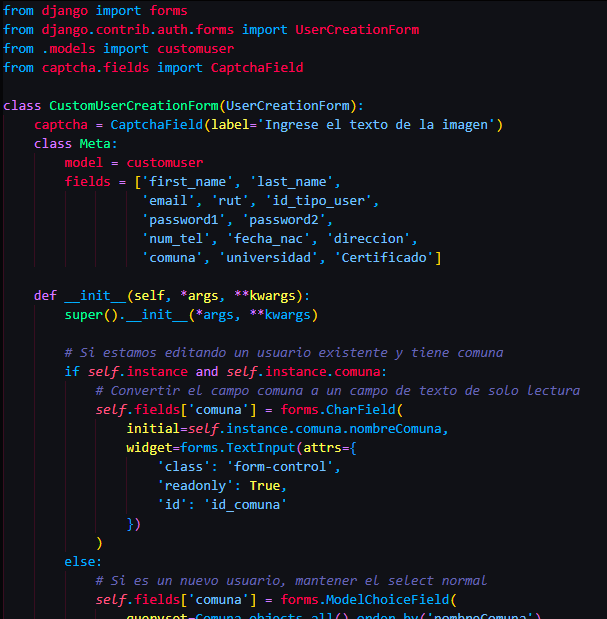 from django import forms
from django.contrib.auth.forms import UserCreationForm
from .models import customuser
from captcha.fields import CaptchaField
class CustomUserCreationForm(UserCreationForm):
captcha = CaptchaField(label='Ingrese el texto de la imagen')
class Meta:
model = customuser
fields = ['first_name', 'last_name',
'email', 'rut', 'id_tipo_user',
'password1', 'password2',
'num_tel', 'fecha_nac', 'direccion',
'comuna', 'universidad', 'Certificado']
def __init__(self, *args, **kwargs):
super().__init__(*args, **kwargs)
# Si estamos editando un usuario existente y tiene comuna
if self.instance and self.instance.comuna:
# Convertir el campo comuna a un campo de texto de solo lectura
self.fields['comuna'] = forms.CharField(
initial=self.instance.comuna.nombreComuna,
widget=forms.TextInput(attrs={
'class': 'form-control',
'readonly': True,
'id': 'id_comuna'
})
)
else:
# Si es un nuevo usuario, mantener el select normal
self.fields['comuna'] = forms.ModelChoiceField(
queryset=Comuna.objects.all().order_by('nombreComuna')